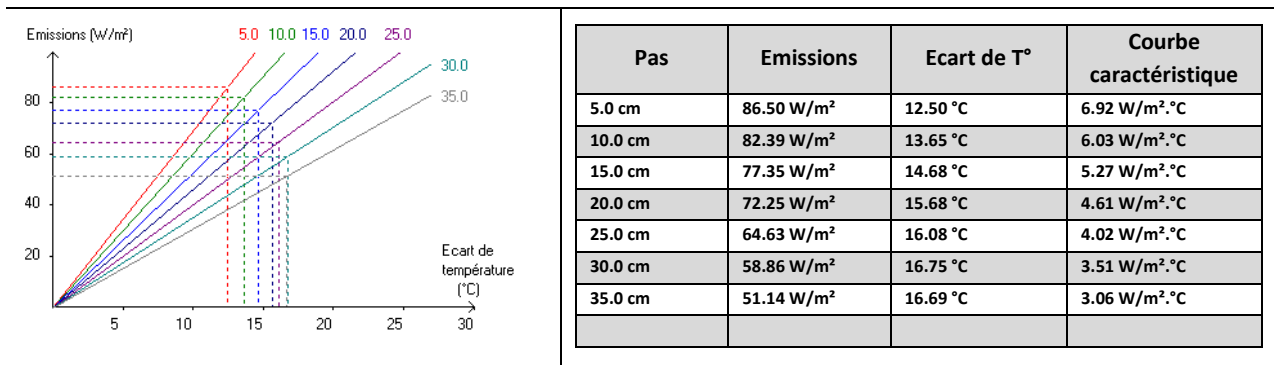 Emissions (W/m²)
5.0 10.0 15.0 20.0 25.0
30.0
35.0
80
60
40
20
Ecart de
température
(°C)
5 10 15 20 25 30
Pas Emissions Ecart de T° Courbe
caractéristique
5.0 cm 86.50 W/m² 12.50 °C 6.92 W/m².°C
10.0 cm 82.39 W/m² 13.65 °C 6.03 W/m².°C
15.0 cm 77.35 W/m² 14.68 °C 5.27 W/m².°C
20.0 cm 72.25 W/m² 15.68 °C 4.61 W/m².°C
25.0 cm 64.63 W/m² 16.08 °C 4.02 W/m².°C
30.0 cm 58.86 W/m² 16.75 °C 3.51 W/m².°C
35.0 cm 51.14 W/m² 16.69 °C 3.06 W/m².°C